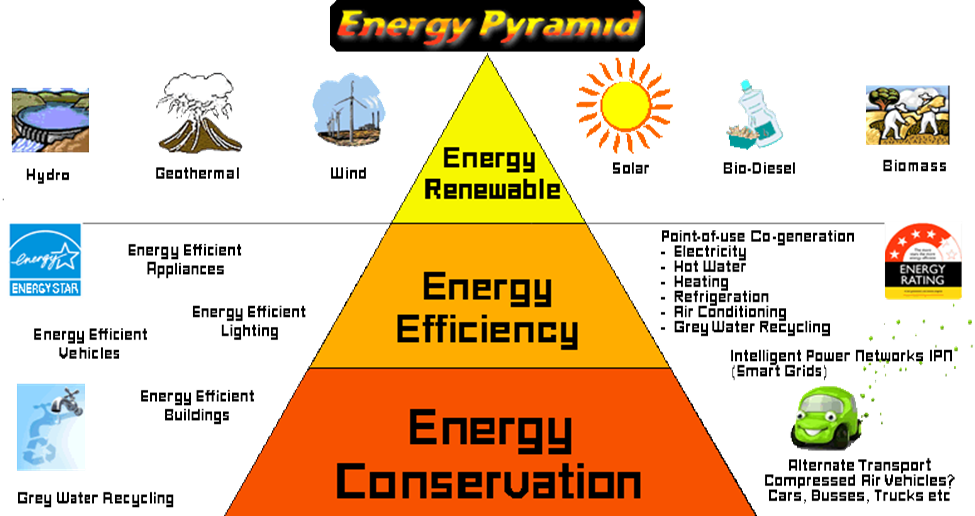 Energy Pyramid
Hydro
Geothermal
Wind
Energy
Renewable
Solar
Bio-Diesel
Biomass
energy
ENERGY STAR
Energy Efficient
Appliances
Energy Efficient
Lighting
Energy Efficient
Vehicles
Energy Efficient
Buildings
Grey Water Recycling
Energy
Efficiency
Point-of-use Co-generation
- Electricity
- Hot Water
- Heating
- Refrigeration
- Air Conditioning
- Grey Water Recycling
ENERGY
RATING
Intelligent Power Networks IPN
(Smart Grids)
Alternate Transport
Compressed Air Vehicles?
Cars, Busses, Trucks etc
Energy
Conservation